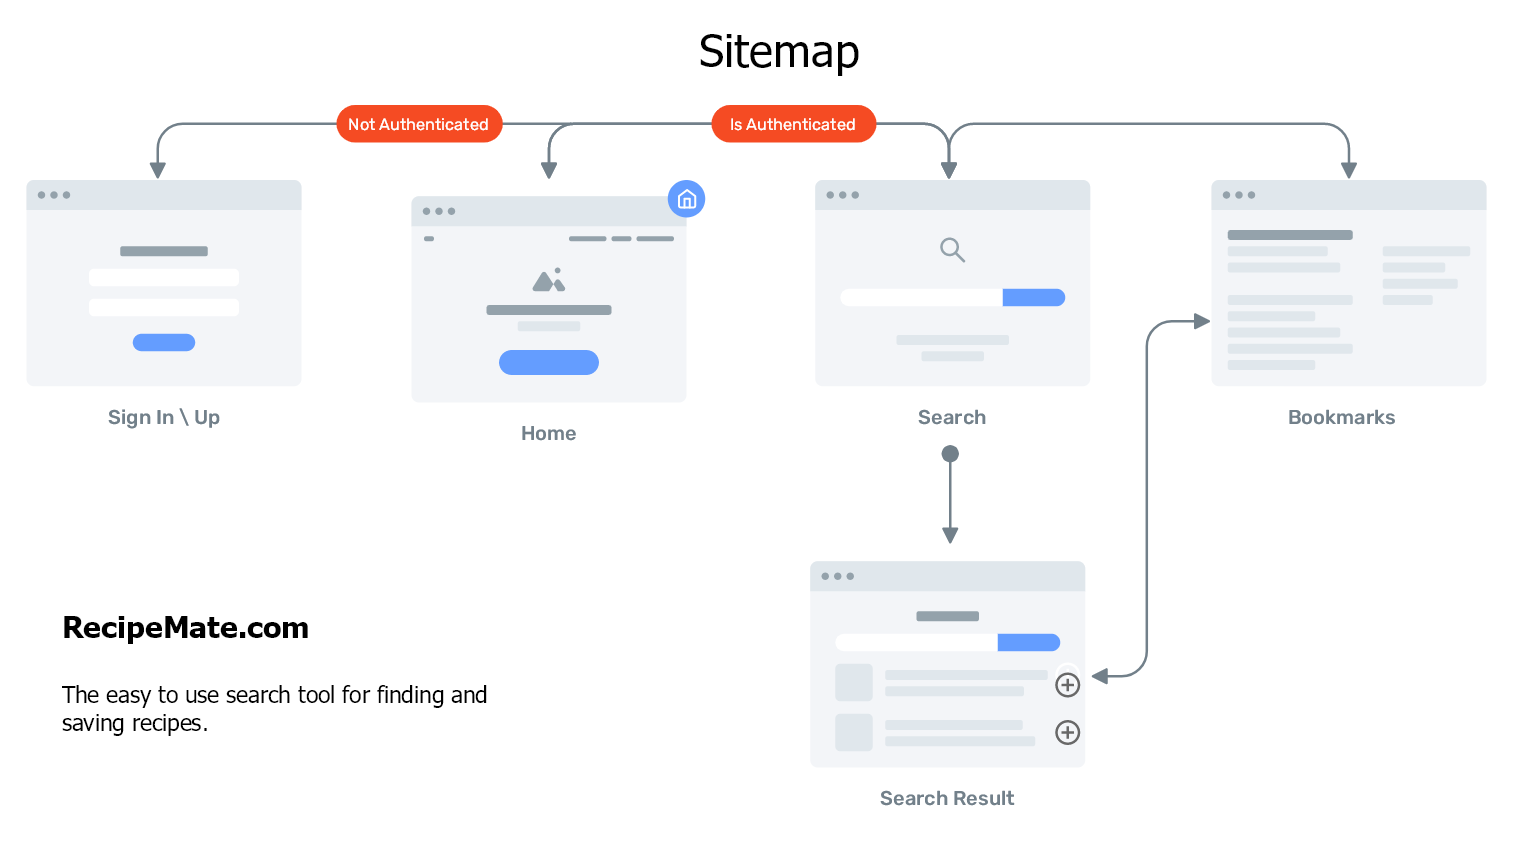 Sitemap
Not Authenticated
Is Authenticated
Sign In \ Up
Home
Search
Bookmarks
RecipeMate.com
The easy to use search tool for finding and
saving recipes.
Search Result